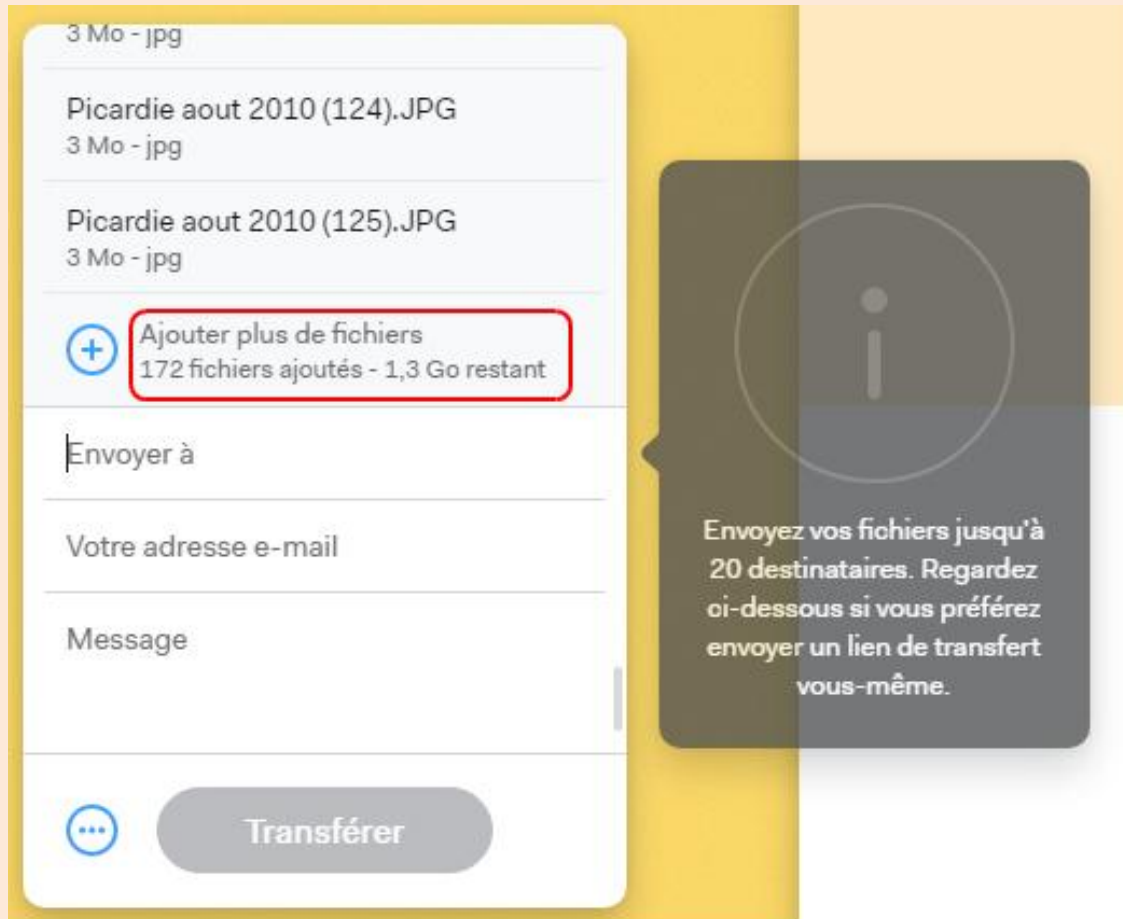 3 Mo - jpg
Picardie aout 2010 (124).JPG
3 Mo - jpg
Picardie aout 2010 (125).JPG
3 Mo - jpg
Ajouter plus de fichiers
172 fichiers ajoutés - 1,3 Go restant
Envoyer à
Votre adresse e-mail
Message
Transférer
Envoyez vos fichiers jusqu'à
20 destinataires. Regardez
ci-dessous si vous préférez
envoyer un lien de transfert
vous-même.